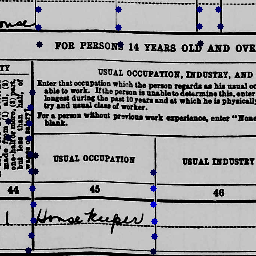 FOR PERSONS 14 YEARS OLD AND OVE
USUAL OCCUPATION, INDUSTRY, AND
Enter that occupation which the person regards as his usual oc
able to work. If the person is unable to determine this, enter
longest during the past 10 years and at which he is physically
try and usual class of worker.
For a person without previous work experience, enter "None
blank.
USUAL OCCUPATION
USUAL INDUSTRY
44
45
46
1
Housekeeper